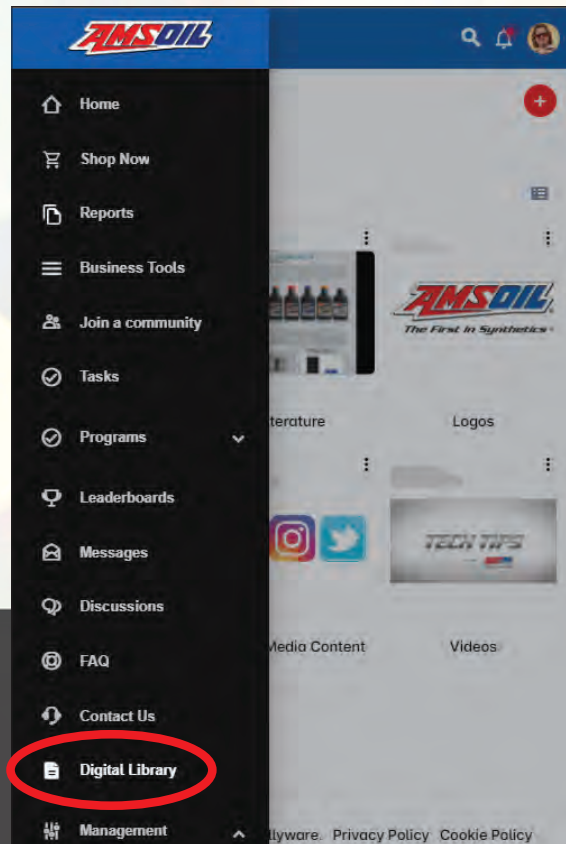 AMSOIL
Home
Shop Now
Reports
Business Tools
Join a community
Tasks
Programs
Leaderboards
Messages
Discussions
FAQ
Contact Us
Digital Library
Management
terature
Logos
AMSOIL
The First In Synthetics
TECH TIPS
Media Content
Videos
llyware. Privacy Policy Cookie Policy